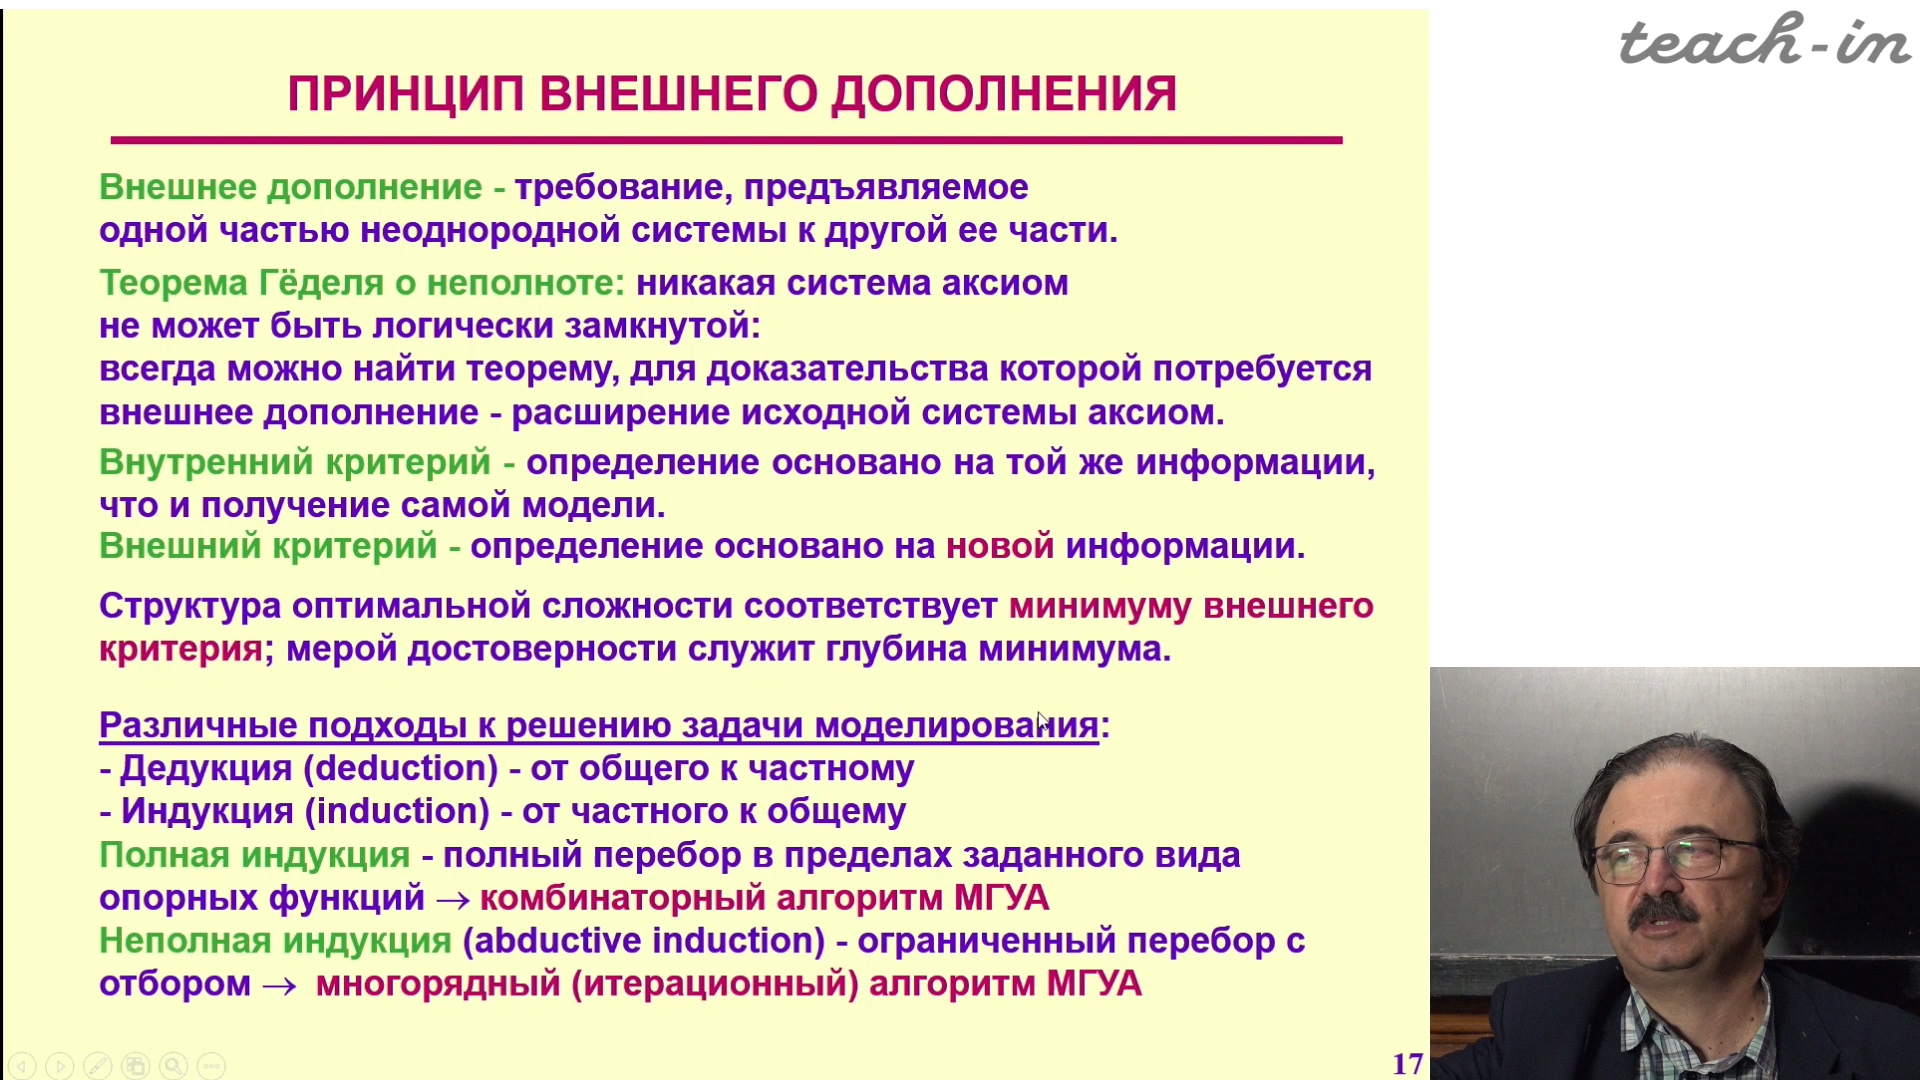 teach-in
ПРИНЦИП ВНЕШНЕГО ДОПОЛНЕНИЯ
Внешнее дополнение - требование, предъявляемое
одной частью неоднородной системы к другой ее части.
Теорема Гёделя о неполноте: никакая система аксиом
не может быть логически замкнутой:
всегда можно найти теорему, для доказательства которой потребуется
внешнее дополнение - расширение исходной системы аксиом.
Внутренний критерий - определение основано на той же информации,
что и получение самой модели.
Внешний критерий - определение основано на новой информации.
Структура оптимальной сложности соответствует минимуму внешнего
критерия; мерой достоверности служит глубина минимума.
Различные подходы к решению задачи моделирования:
- Дедукция (deduction) - от общего к частному
- Индукция (induction) - от частного к общему
Полная индукция - полный перебор в пределах заданного вида
опорных функций → комбинаторный алгоритм МГУА
Неполная индукция (abductive induction) - ограниченный перебор с
отбором → многорядный (итерационный) алгоритм МГУА
17